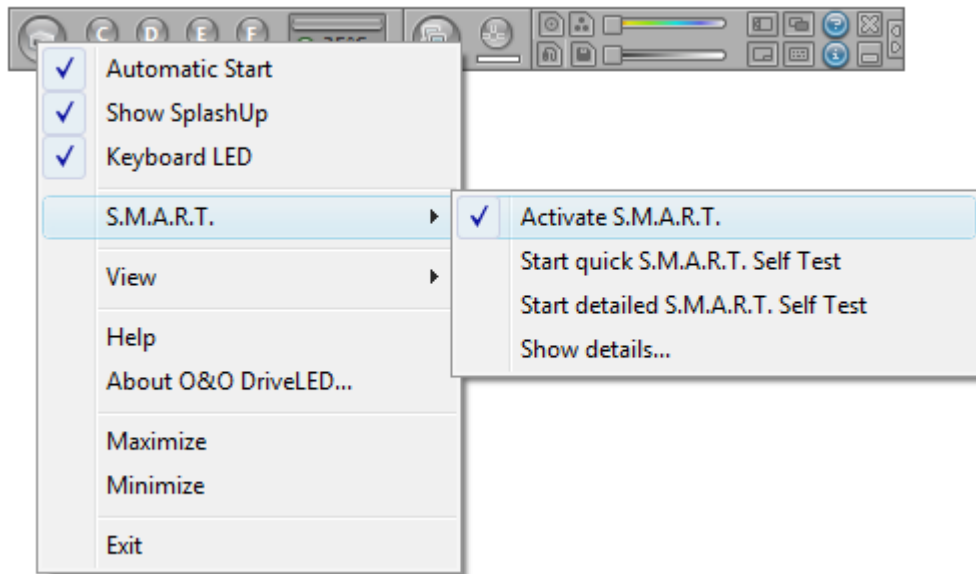 C D E F
Automatic Start
Show SplashUp
Keyboard LED
S.M.A.R.T.
Activate S.M.A.R.T.
Start quick S.M.A.R.T. Self Test
Start detailed S.M.A.R.T. Self Test
Show details...
View
Help
About O&O DriveLED...
Maximize
Minimize
Exit